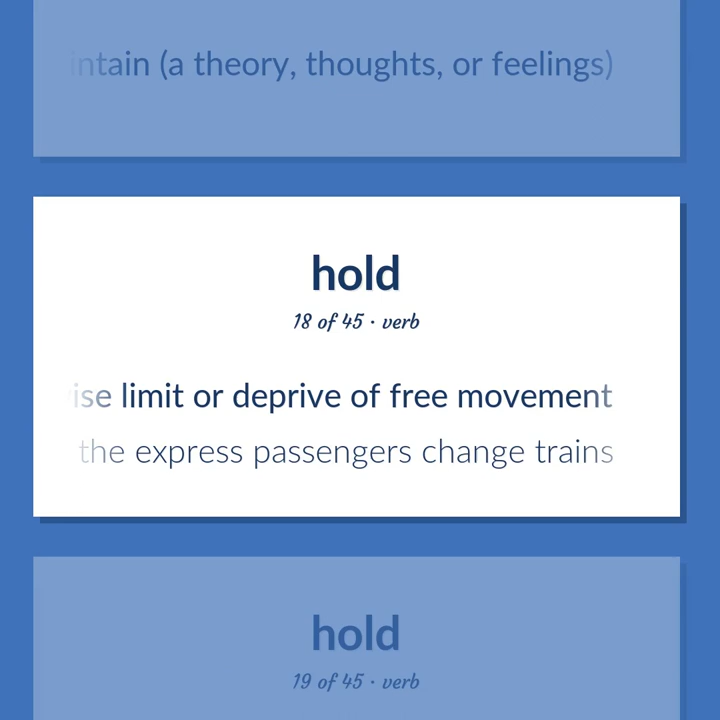 (a theory, thoughts, or feelings)
hold
18 of 45 · verb
limit or deprive of free movement
the express passengers change trains
hold
19 of 45 · verb